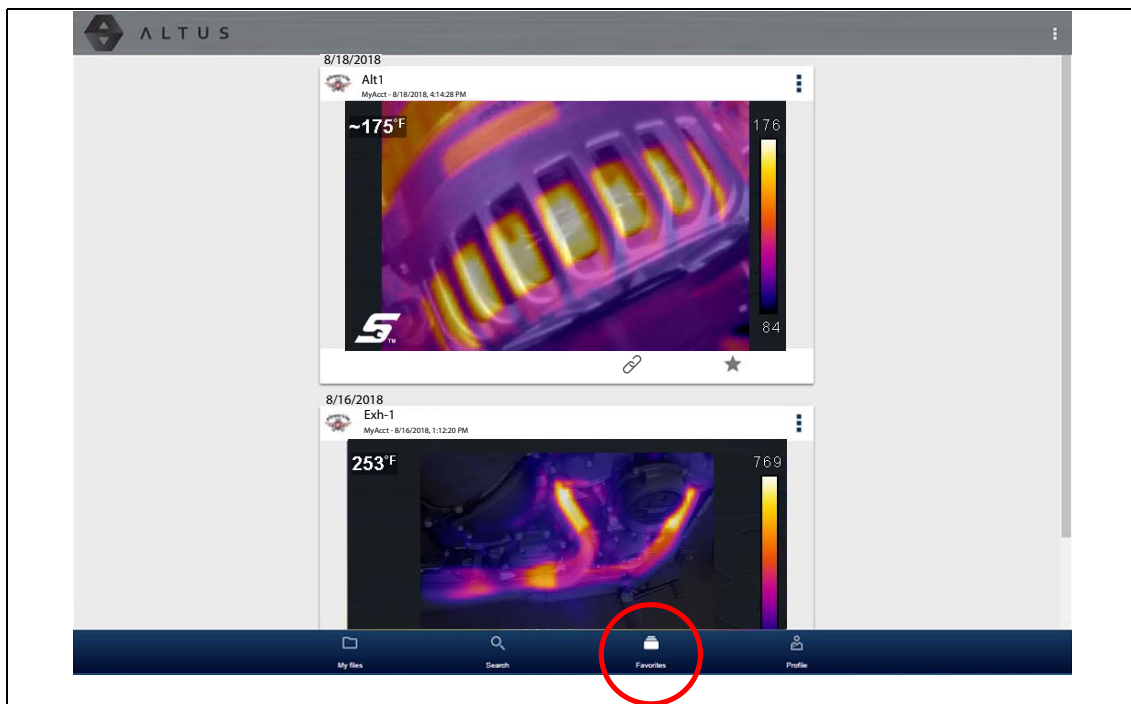 ALTUS
8/18/2018
Alt1
MyAcct - 8/18/2018, 4:14:28 PM
~175°F
176
84
TM
8/16/2018
Exh-1
MyAcct - 8/16/2018, 1:12:20 PM
253°F
769
My files
Search
Favorites
Profile